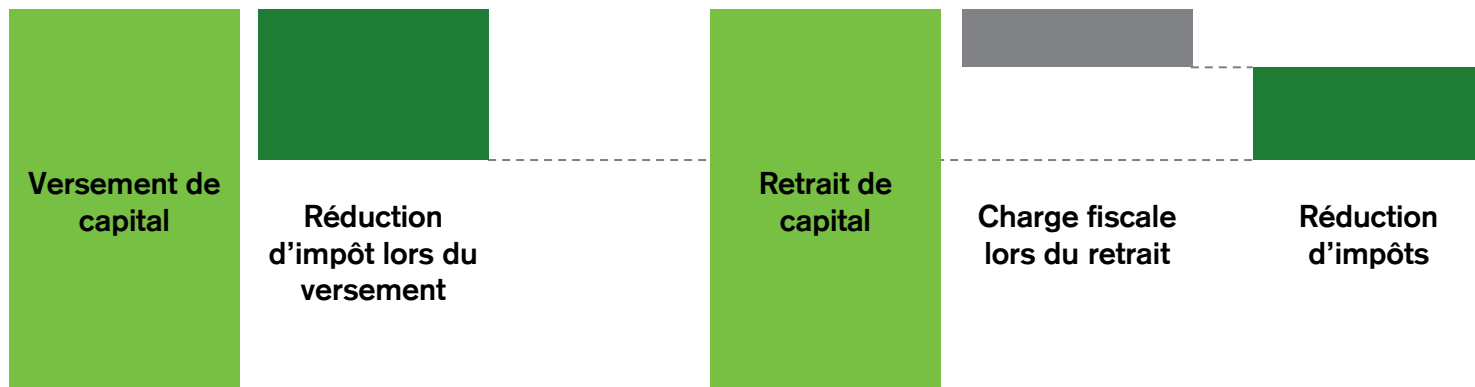 Versement de
capital
Réduction
d’impôt lors du
versement
Retrait de
capital
Charge fiscale
lors du retrait
Réduction
d’impôts